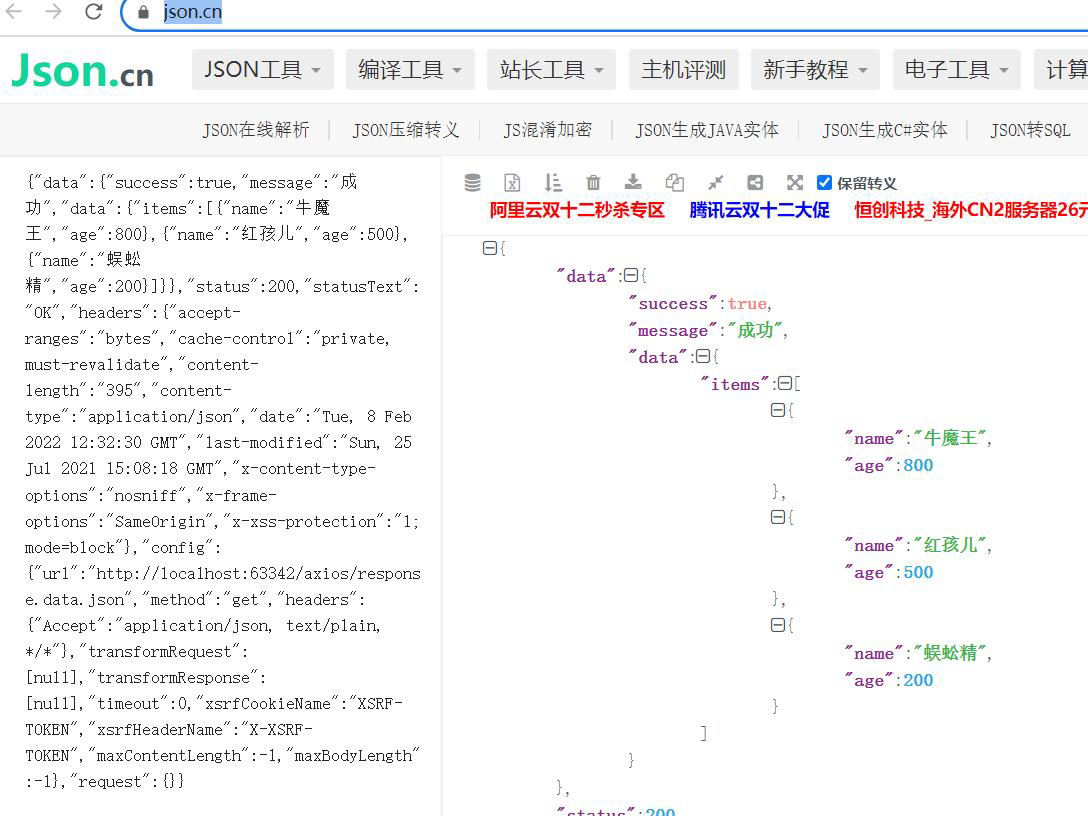 json.cn
Json.cn JSON工具 编译工具 站长工具 主机评测 新手教程 电子工具 计算
JSON在线解析 JSON压缩转义 JS混淆加密 JSON生成JAVA实体 JSON生成C#实体 JSON转SQL
{"data":{"success":true,"message":"成
功","data":{"items":[{"name":"牛魔
王","age":800},{"name":"红孩儿","age":500},
{"name":"蜈蚣
精","age":200}]}},"status":200,"statusText":
"OK","headers":{"accept-
ranges":"bytes","cache-control":"private,
must-revalidate","content-
length":"395","content-
type":"application/json","date":"Tue, 8 Feb
2022 12:32:30 GMT","last-modified":"Sun, 25
Jul 2021 15:08:18 GMT","x-content-type-
options":"nosniff","x-frame-
options":"SameOrigin","x-xss-protection":"1;
mode=block"},"config":
{"url":"http://localhost:63342/axios/respons
e.data.json","method":"get","headers":
{"Accept":"application/json, text/plain,
*/*"},"transformRequest":
[null],"transformResponse":
[null],"timeout":0,"xsrfCookieName":"XSRF-
TOKEN","xsrfHeaderName":"X-XSRF-
TOKEN","maxContentLength":-1,"maxBodyLength"
:-1},"request":{}}
保留转义
阿里云双十二秒杀专区 腾讯云双十二大促 恒创科技_海外CN2服务器26元
{
"data":{
"success":true,
"message":"成功",
"data":{
"items":[
{
"name":"牛魔王",
"age":800
},
{
"name":"红孩儿",
"age":500
},
{
"name":"蜈蚣精",
"age":200
}
]
}
},
"status":200